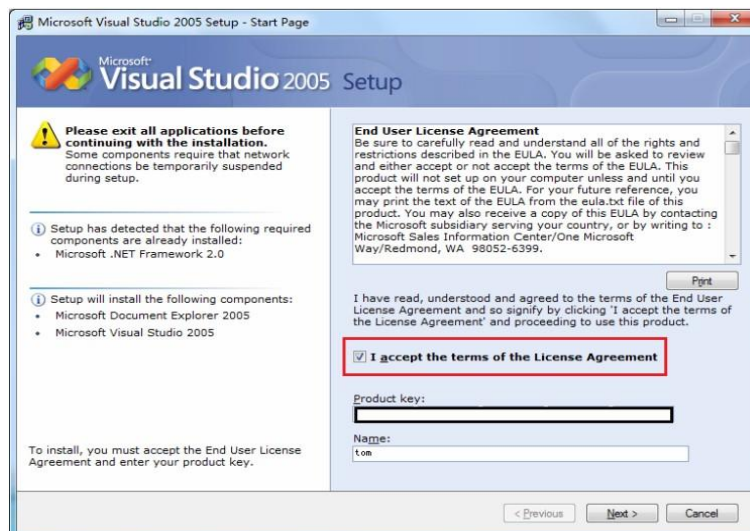 Microsoft Visual Studio 2005 Setup - Start Page
Microsoft
Visual Studio 2005 Setup
Please exit all applications before
continuing with the installation.
Some components require that network
connections be temporarily suspended
during setup.
Setup has detected that the following required
components are already installed:
• Microsoft .NET Framework 2.0
Setup will install the following components:
• Microsoft Document Explorer 2005
• Microsoft Visual Studio 2005
To install, you must accept the End User License
Agreement and enter your product key.
End User License Agreement
Be sure to carefully read and understand all of the rights and
restrictions described in the EULA. You will be asked to review
and either accept or not accept the terms of the EULA. This
product will not set up on your computer unless and until you
accept the terms of the EULA. For your future reference, you
may print the text of the EULA from the eula.txt file of this
product. You may also receive a copy of this EULA by contacting
the Microsoft subsidiary serving your country, or by writing to :
Microsoft Sales Information Center/One Microsoft
Way/Redmond, WA 98052-6399.
Print
I have read, understood and agreed to the terms of the End User
License Agreement and so signify by clicking 'I accept the terms of
the License Agreement' and proceeding to use this product.
I accept the terms of the License Agreement
Product key:
Name:
tom
< Previous
Next >
Cancel